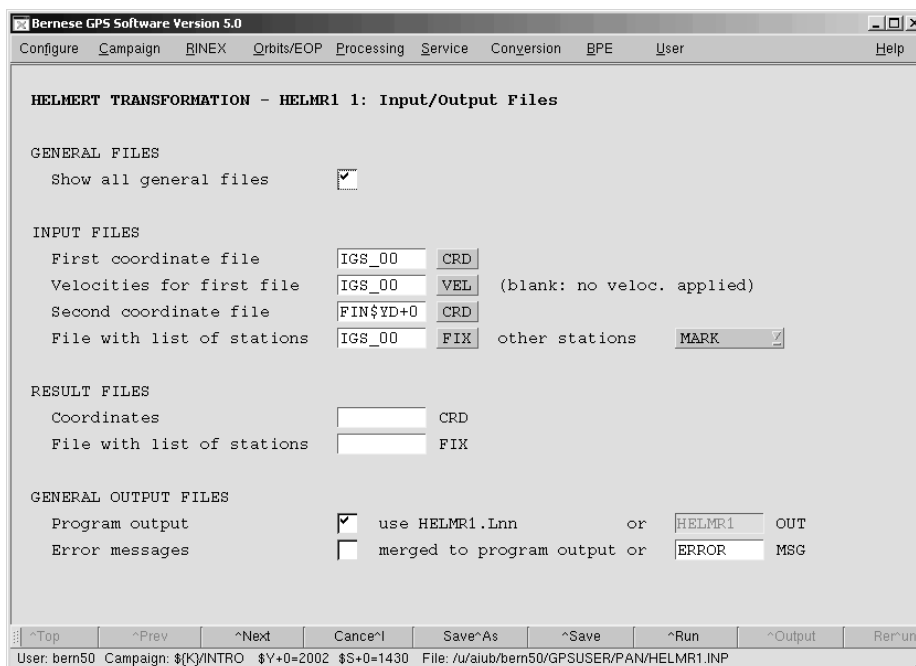 Bernese GPS Software Version 5.0
Configure Campaign RINEX Orbits/EOP Processing Service Conversion BPE User Help
HELMERT TRANSFORMATION - HELMR1 1: Input/Output Files
GENERAL FILES
Show all general files
INPUT FILES
First coordinate file IGS_00 CRD
Velocities for first file IGS_00 VEL (blank: no veloc. applied)
Second coordinate file FIN$YD+0 CRD
File with list of stations IGS_00 FIX other stations MARK
RESULT FILES
Coordinates CRD
File with list of stations FIX
GENERAL OUTPUT FILES
Program output use HELMR1.Lnn or HELMR1 OUT
Error messages merged to program output or ERROR MSG
^Top ^Prev ^Next Cance^l Save^As ^Save ^Run ^Output Rer^un
User: bern50 Campaign: ${K}/INTRO $Y+0=2002 $S+0=1430 File: /u/aiub/bern50/GPSUSER/PAN/HELMR1.INP